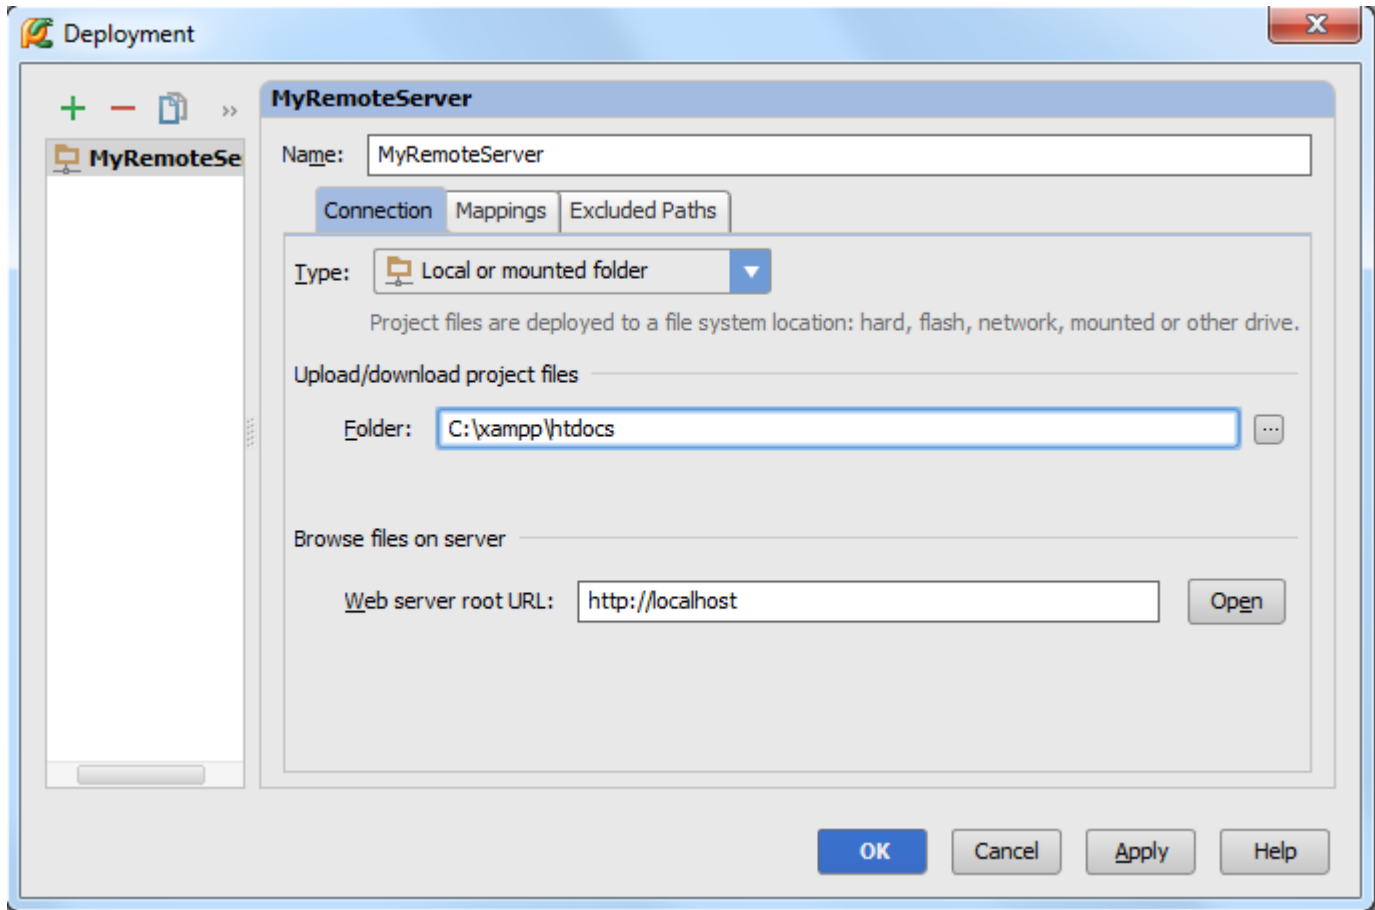 Deployment
MyRemoteSe
MyRemoteServer
Name: MyRemoteServer
Connection Mappings Excluded Paths
Type: Local or mounted folder
Project files are deployed to a file system location: hard, flash, network, mounted or other drive.
Upload/download project files
Folder: C:\xampp\htdocs
Browse files on server
Web server root URL: http://localhost Open
OK Cancel Apply Help